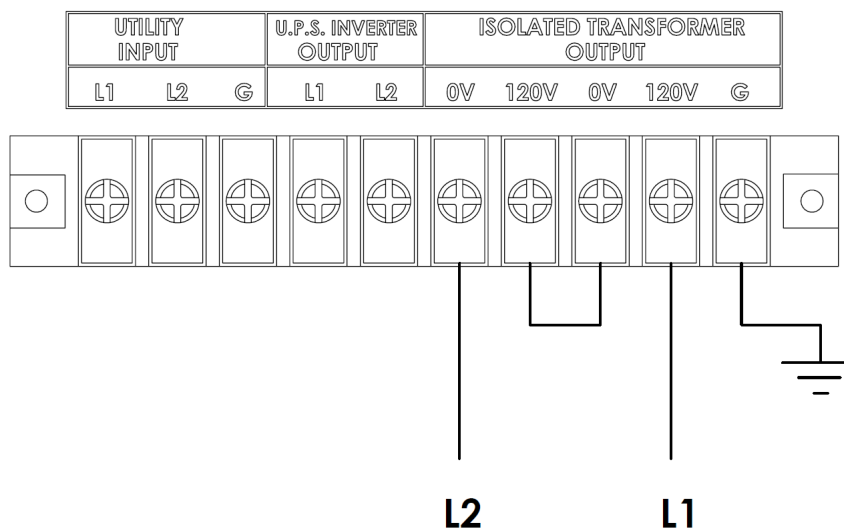 UTILITY INPUT
U.P.S. INVERTER OUTPUT
ISOLATED TRANSFORMER OUTPUT
L1 L2 G L1 L2 0V 120V 0V 120V G
L2 L1